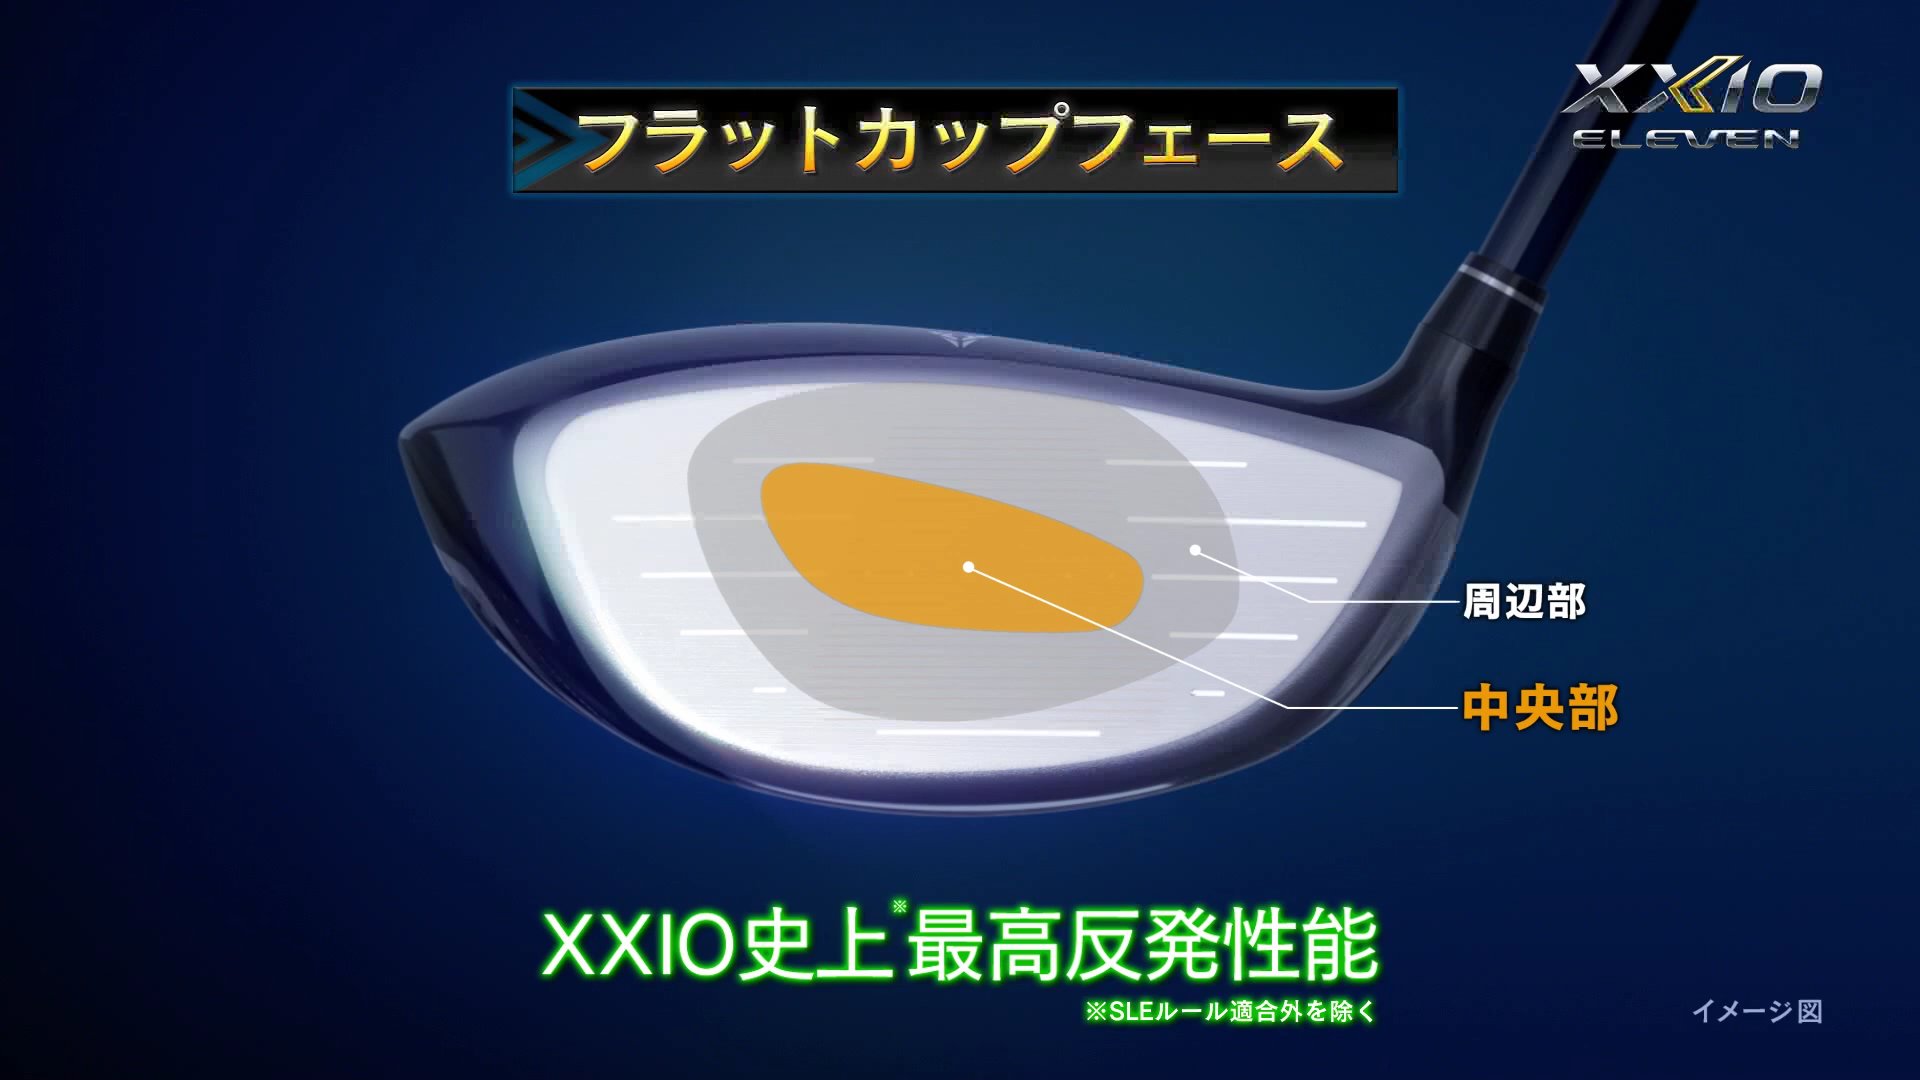 フラットカップフェース
XXIO
ELEVEN
周辺部
中央部
XXIO史上※最高反発性能
※SLEルール適合外を除く
イメージ図